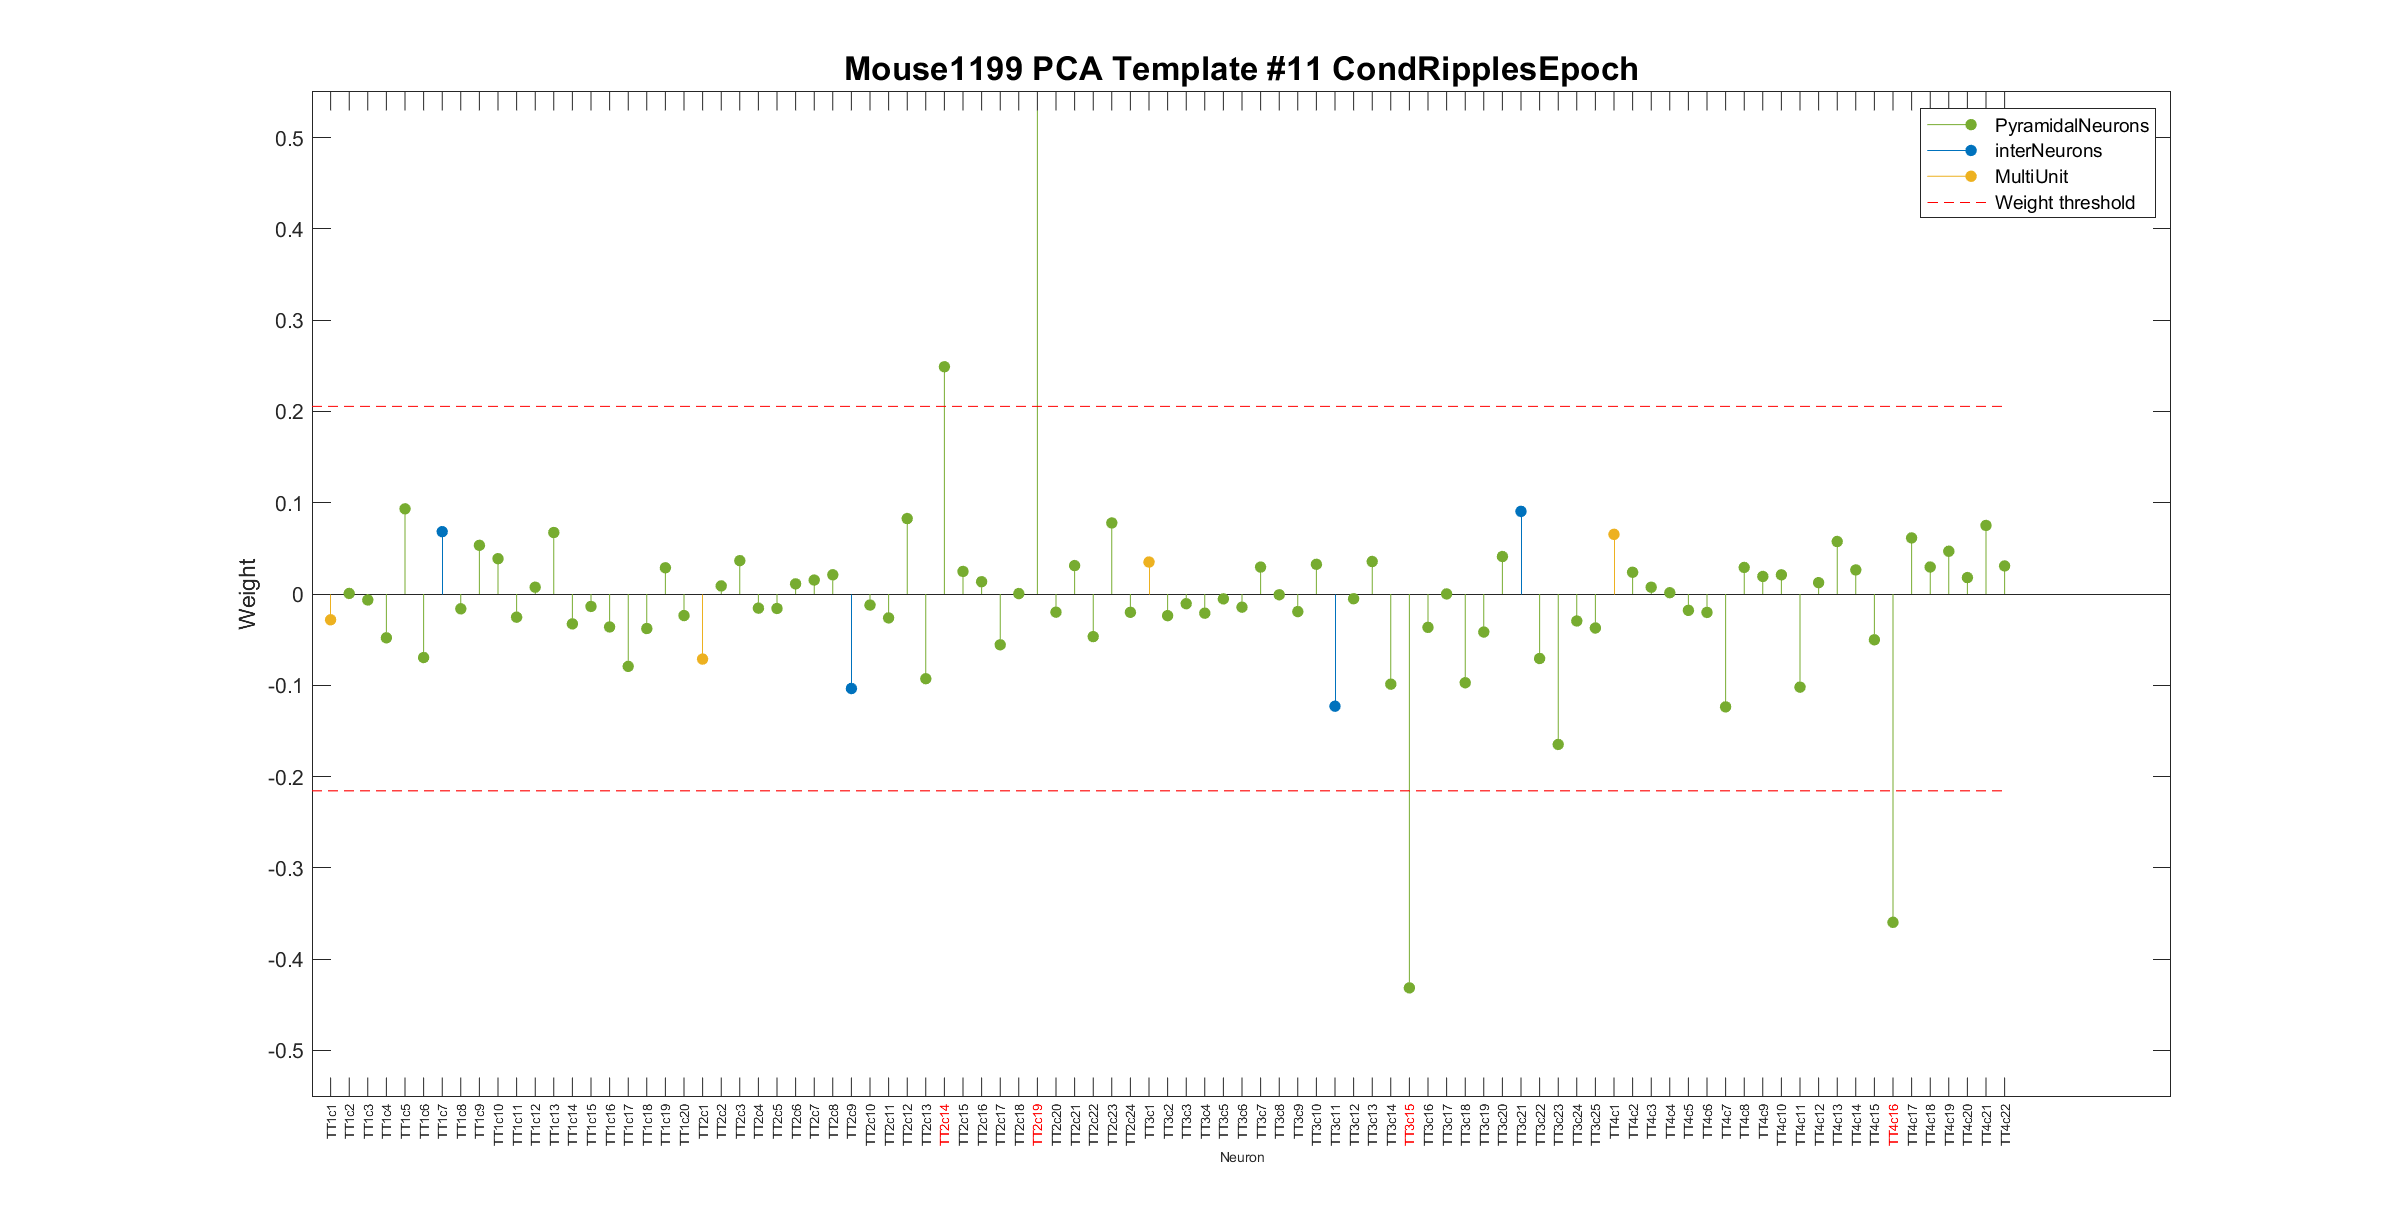 Mouse1199 PCA Template #11 CondRipplesEpoch
PyramidalNeurons
interNeurons
MultiUnit
Weight threshold
0.5
0.4
0.3
0.2
0.1
0
-0.1
-0.2
-0.3
-0.4
-0.5
Weight
TT1c1
TT1c2
TT1c3
TT1c4
TT1c5
TT1c6
TT1c7
TT1c8
TT1c9
TT1c10
TT1c11
TT1c12
TT1c13
TT1c14
TT1c15
TT1c16
TT1c17
TT1c18
TT1c19
TT1c20
TT2c1
TT2c2
TT2c3
TT2c4
TT2c5
TT2c6
TT2c7
TT2c8
TT2c9
TT2c10
TT2c11
TT2c12
TT2c13
TT2c14
TT2c15
TT2c16
TT2c17
TT2c18
TT2c19
TT2c20
TT2c21
TT2c22
TT2c23
TT2c24
TT3c1
TT3c2
TT3c3
TT3c4
TT3c5
TT3c6
TT3c7
TT3c8
TT3c9
TT3c10
TT3c11
TT3c12
TT3c13
TT3c14
TT3c15
TT3c16
TT3c17
TT3c18
TT3c19
TT3c20
TT3c21
TT3c22
TT3c23
TT3c24
TT3c25
TT4c1
TT4c2
TT4c3
TT4c4
TT4c5
TT4c6
TT4c7
TT4c8
TT4c9
TT4c10
TT4c11
TT4c12
TT4c13
TT4c14
TT4c15
TT4c16
TT4c17
TT4c18
TT4c19
TT4c20
TT4c21
TT4c22
Neuron